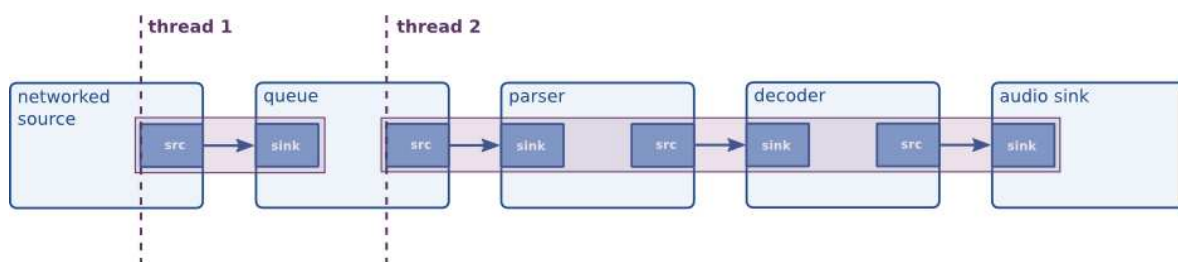 thread 1
thread 2
networked
source
queue
parser
decoder
audio sink
src
sink
src
sink
src
sink
src
sink